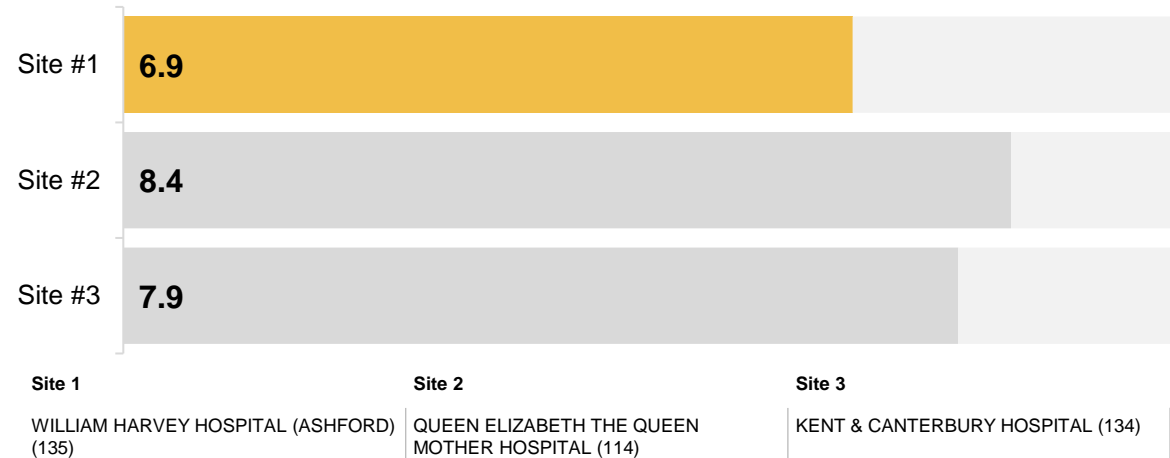 Site #1
6.9
Site #2
8.4
Site #3
7.9
Site 1
Site 2
Site 3
WILLIAM HARVEY HOSPITAL (ASHFORD)
(135)
QUEEN ELIZABETH THE QUEEN
MOTHER HOSPITAL (114)
KENT & CANTERBURY HOSPITAL (134)